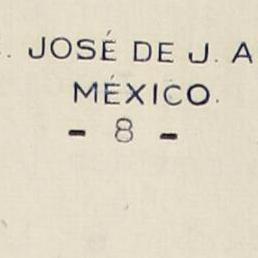 . JOSÉ DE J. A
MÉXICO.
- 8 -